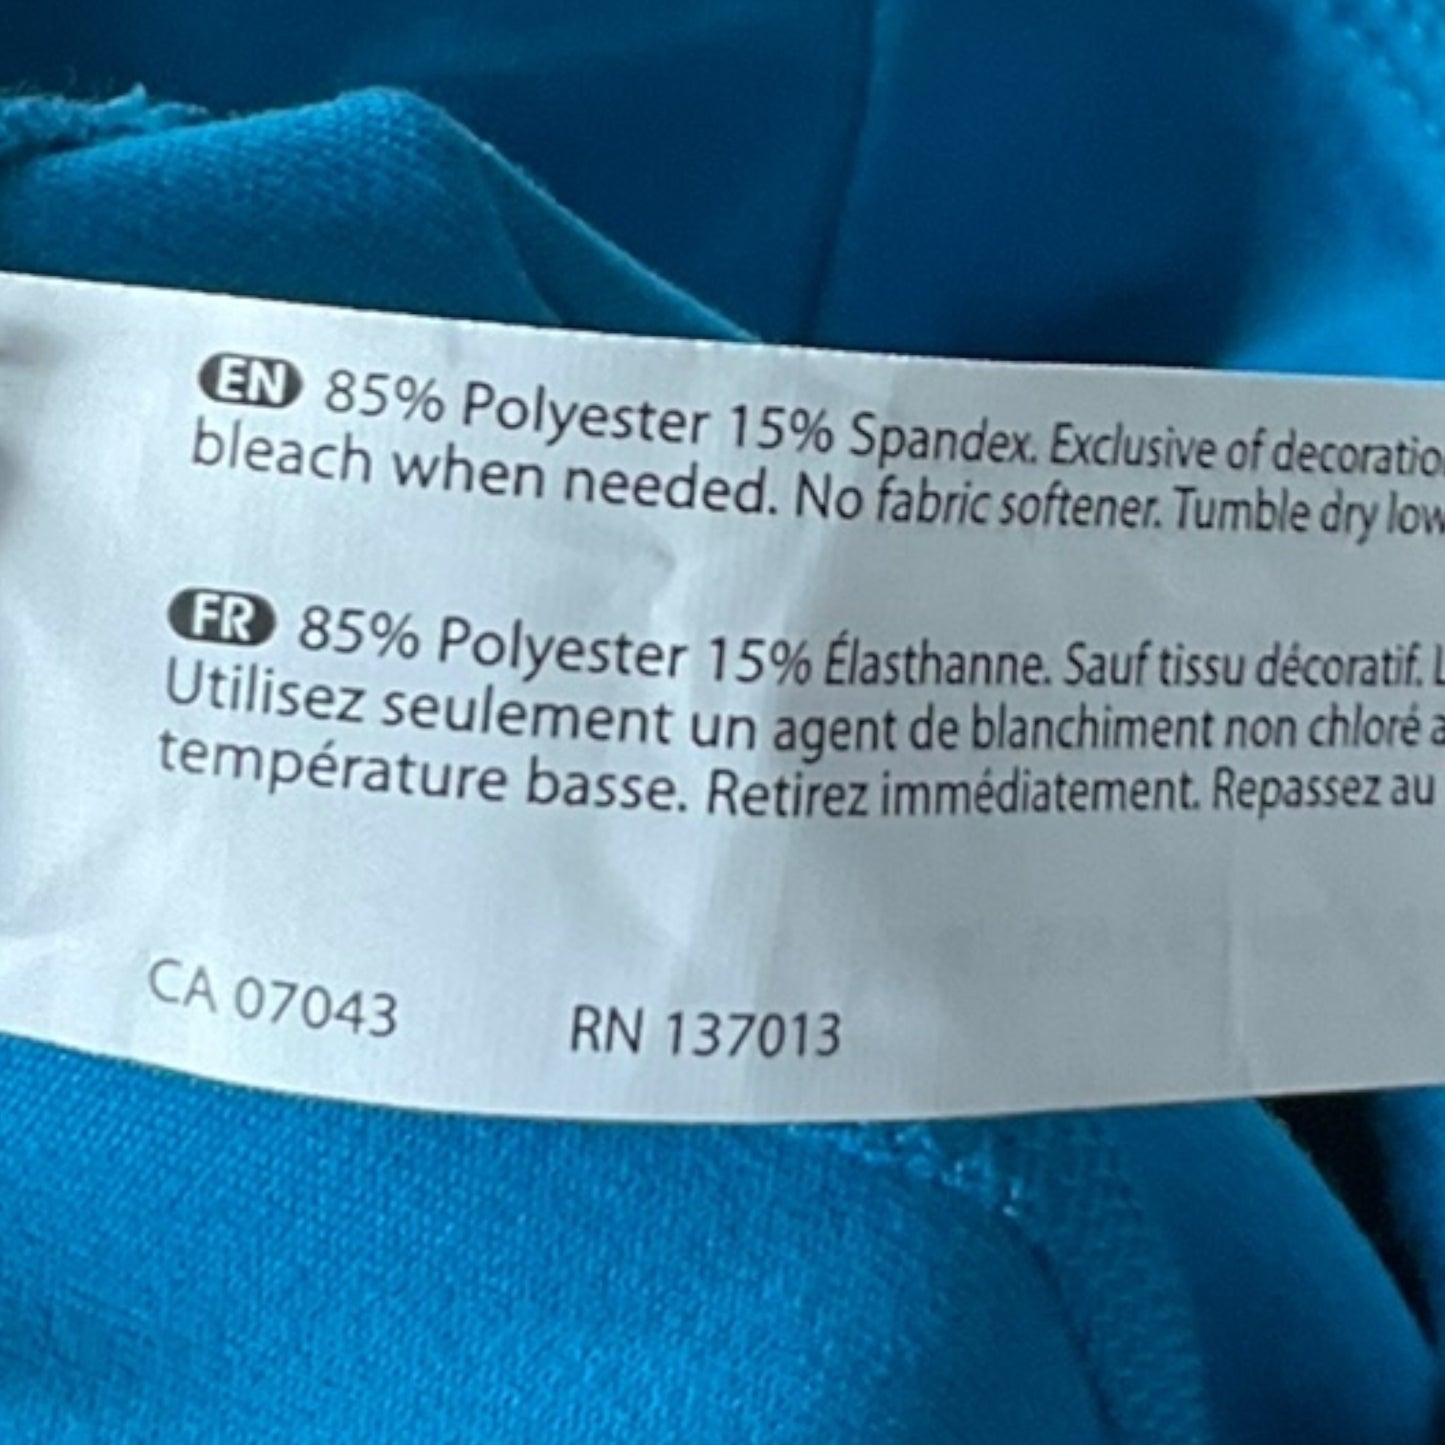 EN 85% Polyester 15% Spandex. Exclusive of
bleach when needed. No fabric softener. Tumble dry low
FR 85% Polyester 15% Élasthanne. Sauf tissu décoratif.
Utilisez seulement un agent de blanchiment non chloré
température basse. Retirez immédiatement. Repassez au
CA 07043 RN 137013